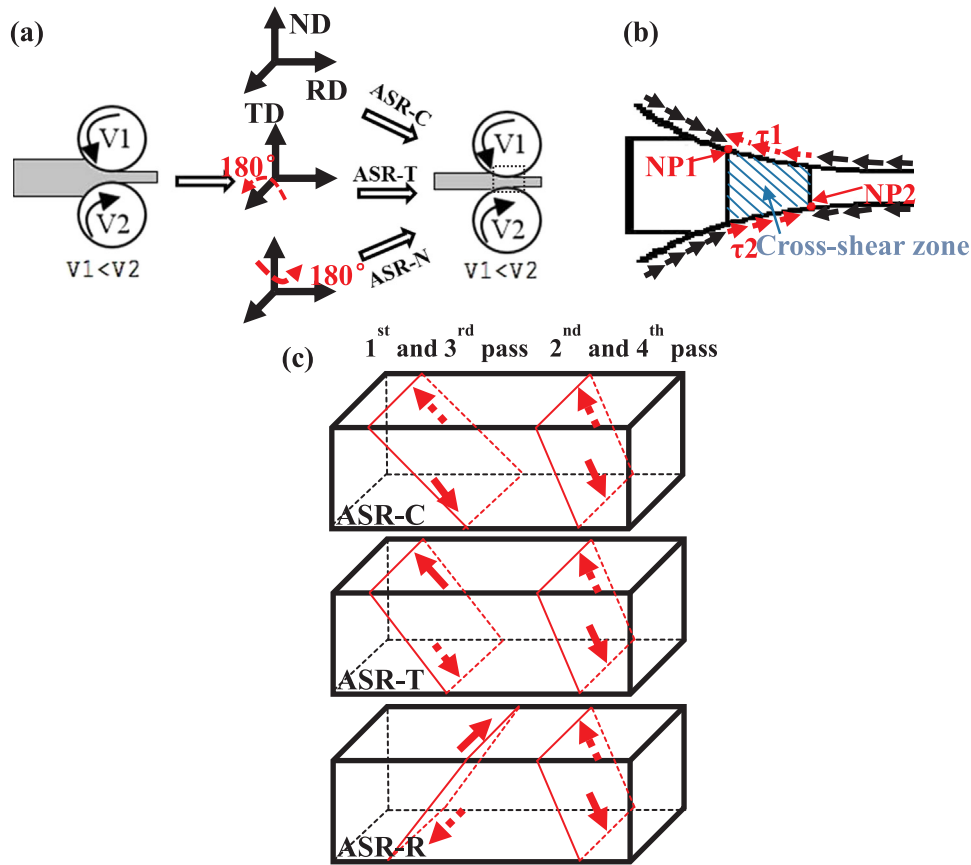 (a)
ND
RD
TD
V1
V2
V1<V2
180°
180°
ASR-C
ASR-T
ASR-N
V1
V2
V1<V2
(b)
τ1
NP1
NP2
τ2
Cross-shear zone
(c)
1st and 3rd pass 2nd and 4th pass
ASR-C
ASR-T
ASR-R